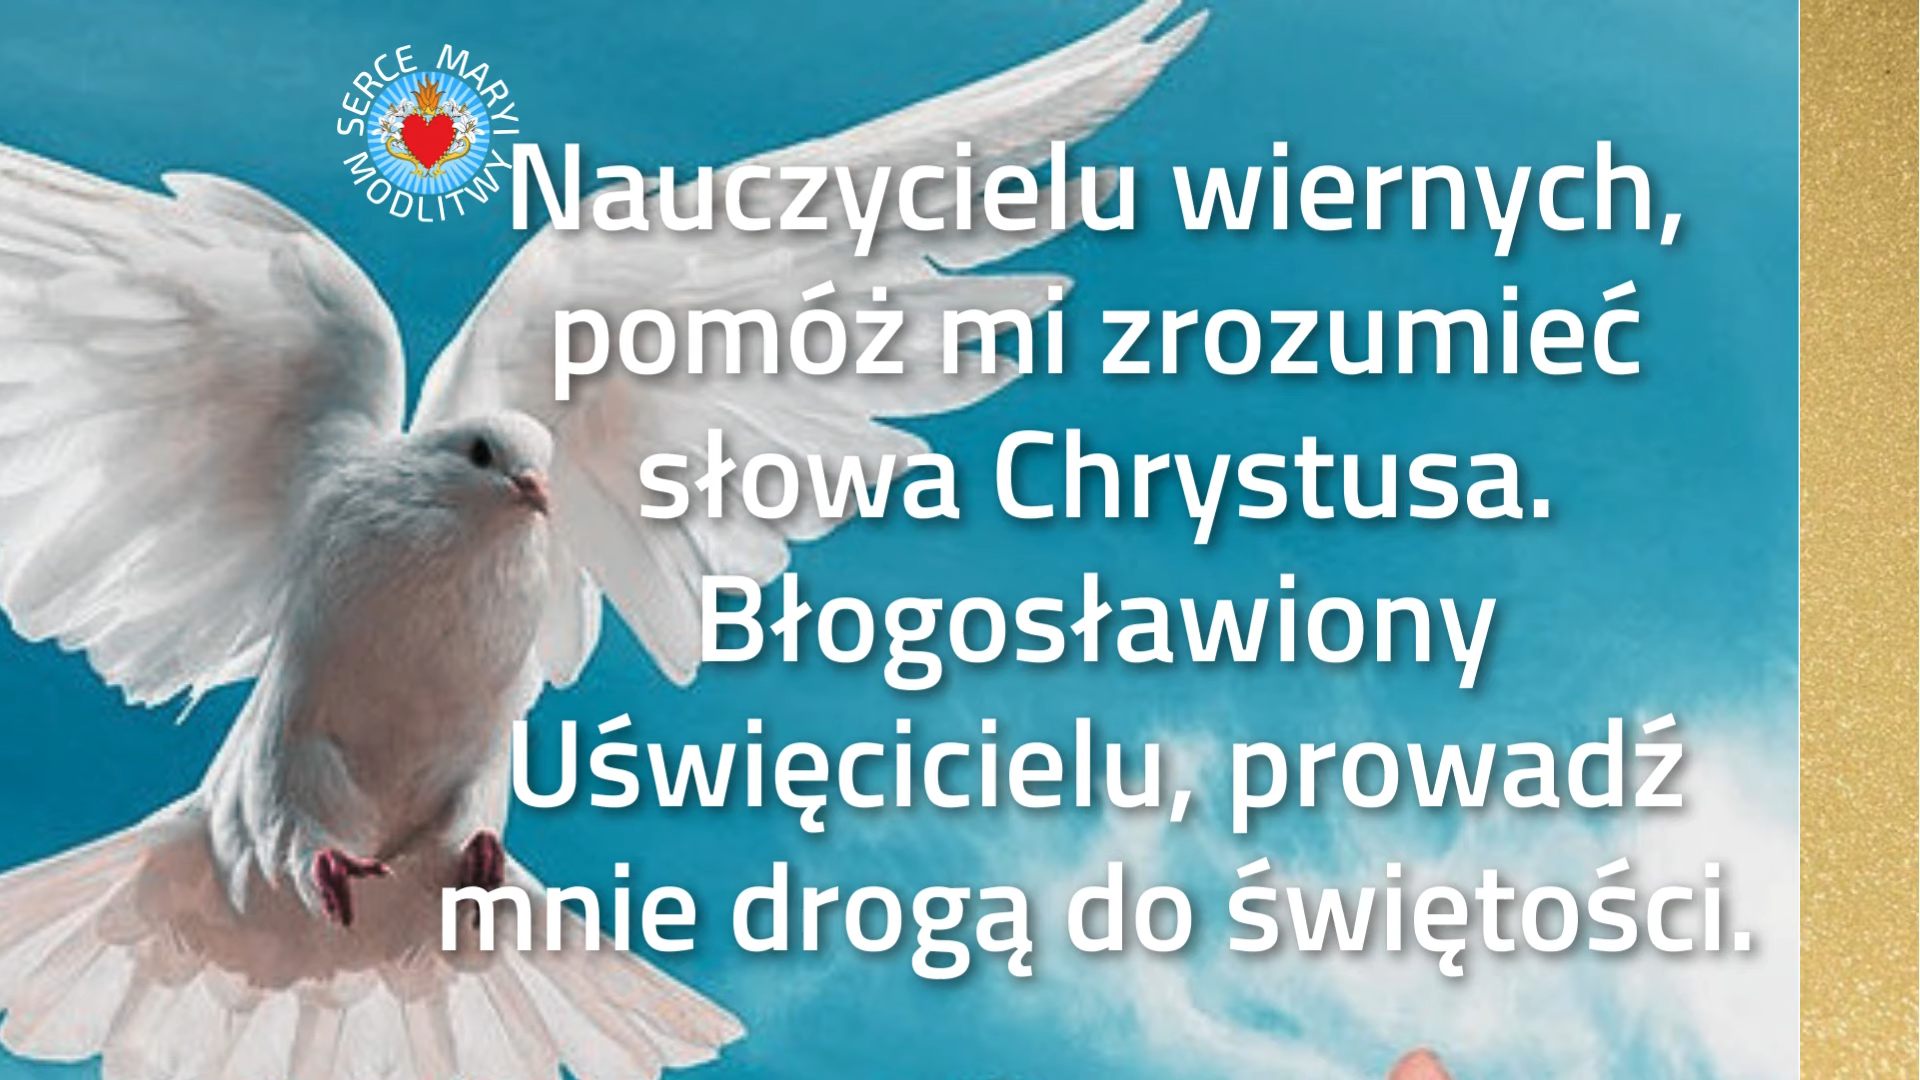 SERCE MARYI
MODLITWY
Nauczycielu wiernych,
pomóż mi zrozumieć
słowa Chrystusa.
Błogosławiony
Uświęcicielu, prowadź
mnie drogą do świętości.